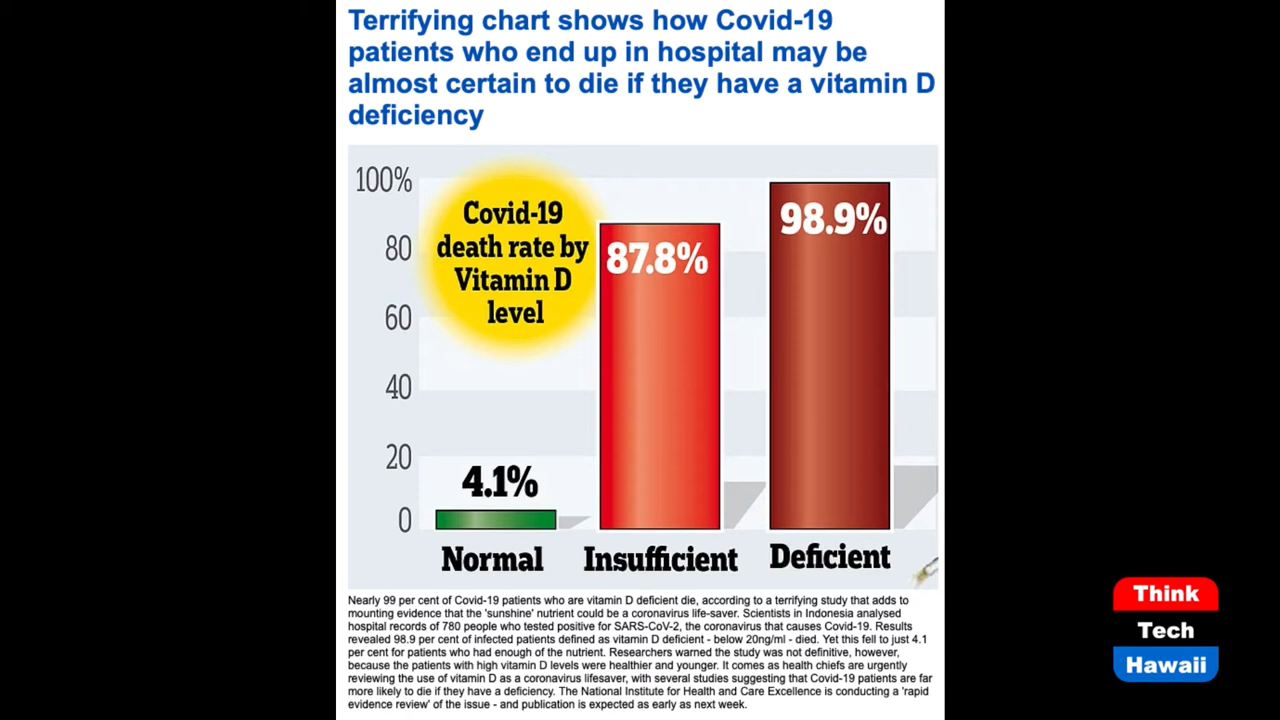 Terrifying chart shows how Covid-19
patients who end up in hospital may be
almost certain to die if they have a vitamin D
deficiency
100%
80
60
40
20
0
Covid-19
death rate by
Vitamin D
level
4.1%
87.8%
98.9%
Normal
Insufficient
Deficient
Nearly 99 per cent of Covid-19 patients who are vitamin D deficient die, according to a terrifying study that adds to
mounting evidence that the 'sunshine' nutrient could be a coronavirus life-saver. Scientists in Indonesia analysed
hospital records of 780 people who tested positive for SARS-CoV-2, the coronavirus that causes Covid-19. Results
revealed 98.9 per cent of infected patients defined as vitamin D deficient - below 20ng/ml - died. Yet this fell to just 4.1
per cent for patients who had enough of the nutrient. Researchers warned the study was not definitive, however,
because the patients with high vitamin D levels were healthier and younger. It comes as health chiefs are urgently
reviewing the use of vitamin D as a coronavirus lifesaver, with several studies suggesting that Covid-19 patients are far
more likely to die if they have a deficiency. The National Institute for Health and Care Excellence is conducting a 'rapid
evidence review' of the issue - and publication is expected as early as next week.
Think
Tech
Hawaii